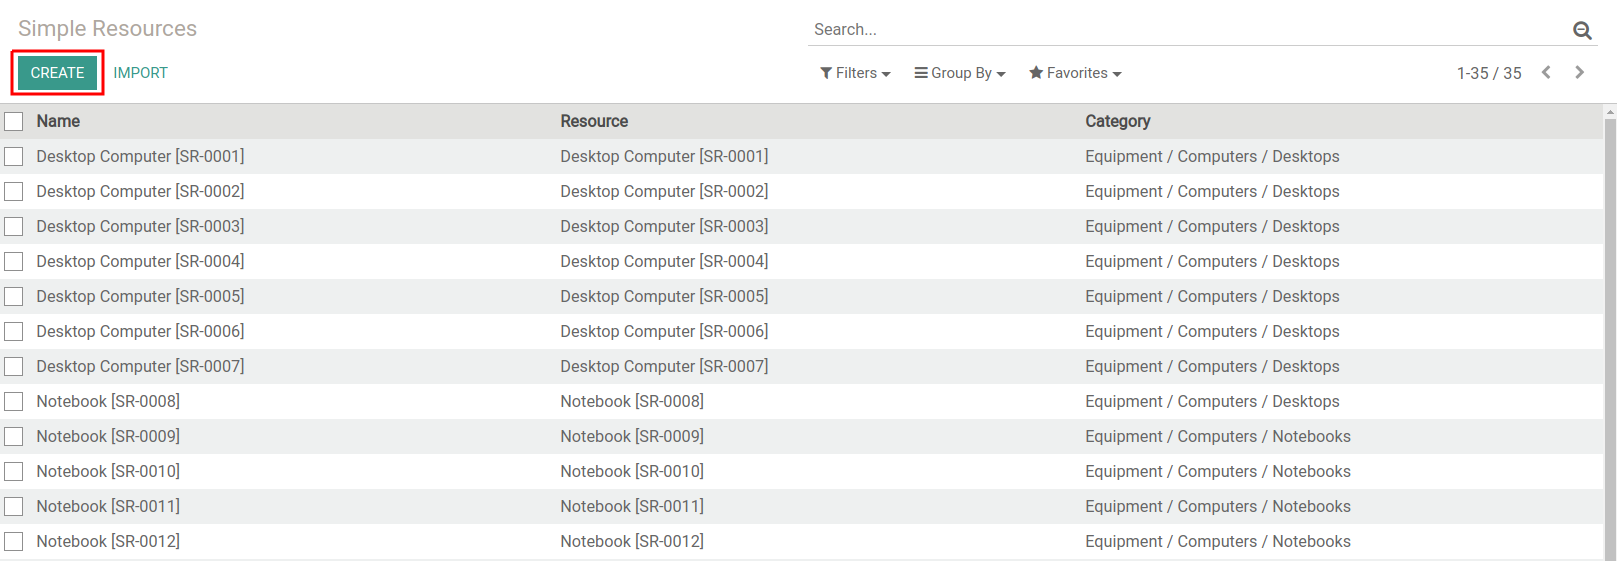 Simple Resources
Search...
CREATE IMPORT
Filters Group By Favorites 1-35 / 35
Name Resource Category
Desktop Computer [SR-0001] Desktop Computer [SR-0001] Equipment / Computers / Desktops
Desktop Computer [SR-0002] Desktop Computer [SR-0002] Equipment / Computers / Desktops
Desktop Computer [SR-0003] Desktop Computer [SR-0003] Equipment / Computers / Desktops
Desktop Computer [SR-0004] Desktop Computer [SR-0004] Equipment / Computers / Desktops
Desktop Computer [SR-0005] Desktop Computer [SR-0005] Equipment / Computers / Desktops
Desktop Computer [SR-0006] Desktop Computer [SR-0006] Equipment / Computers / Desktops
Desktop Computer [SR-0007] Desktop Computer [SR-0007] Equipment / Computers / Desktops
Notebook [SR-0008] Notebook [SR-0008] Equipment / Computers / Desktops
Notebook [SR-0009] Notebook [SR-0009] Equipment / Computers / Notebooks
Notebook [SR-0010] Notebook [SR-0010] Equipment / Computers / Notebooks
Notebook [SR-0011] Notebook [SR-0011] Equipment / Computers / Notebooks
Notebook [SR-0012] Notebook [SR-0012] Equipment / Computers / Notebooks